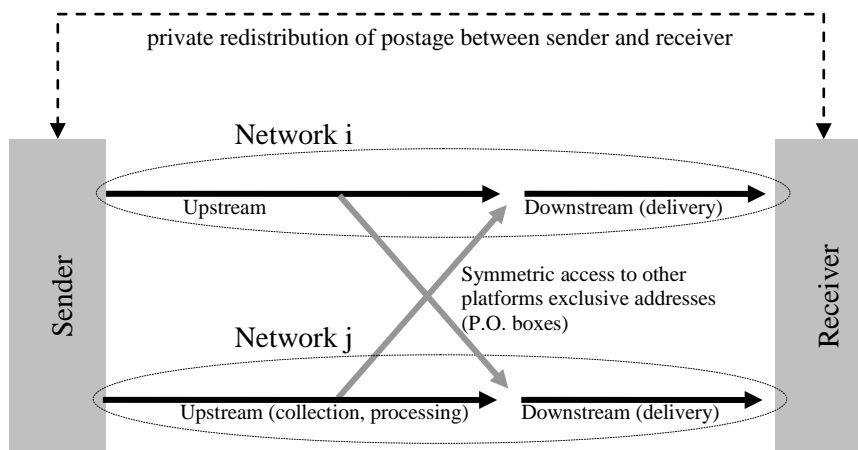 private redistribution of postage between sender and receiver
Network i
Upstream
Downstream (delivery)
Sender
Receiver
Symmetric access to other
platforms exclusive addresses
(P.O. boxes)
Network j
Upstream (collection, processing)
Downstream (delivery)